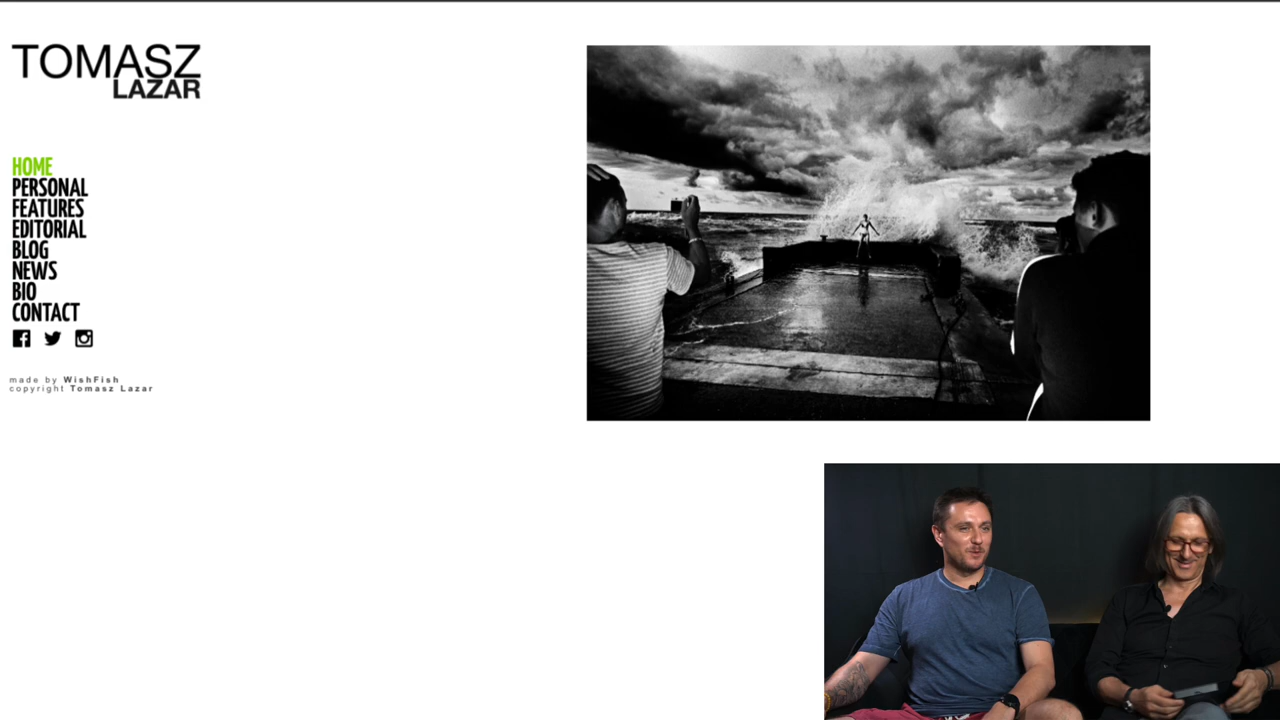 TOMASZ
LAZAR
HOME
PERSONAL
FEATURES
EDITORIAL
BLOG
NEWS
BIO
CONTACT
made by WishFish
copyright Tomasz Lazar